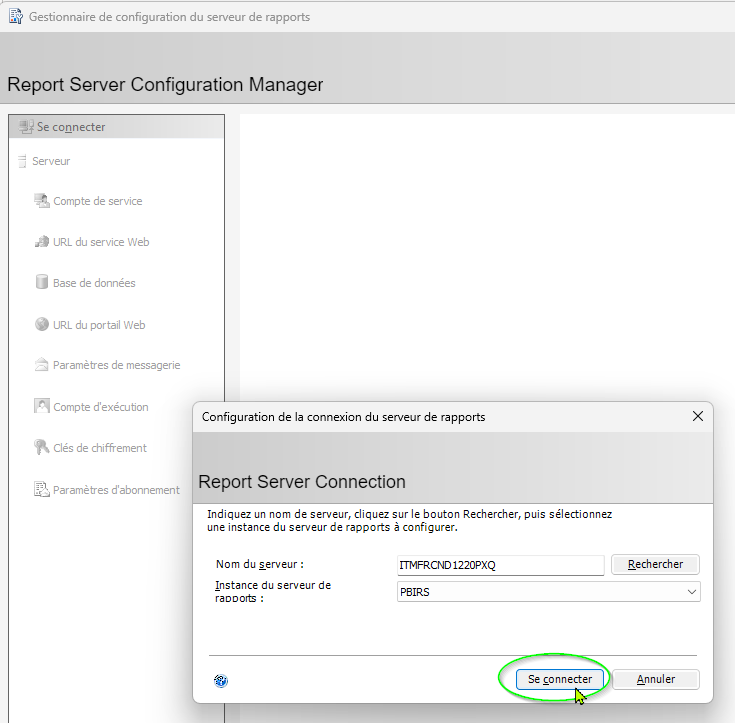 Gestionnaire de configuration du serveur de rapports
Report Server Configuration Manager
Se connecter
Serveur
Compte de service
URL du service Web
Base de données
URL du portail Web
Paramètres de messagerie
Compte d'exécution
Clés de chiffrement
Paramètres d'abonnement
Configuration de la connexion du serveur de rapports
Report Server Connection
Indiquez un nom de serveur, cliquez sur le bouton Rechercher, puis sélectionnez
une instance du serveur de rapports à configurer.
Nom du serveur :
ITMFRCND1220PXQ
Rechercher
Instance du serveur de
rapports :
PBIRS
Se connecter
Annuler